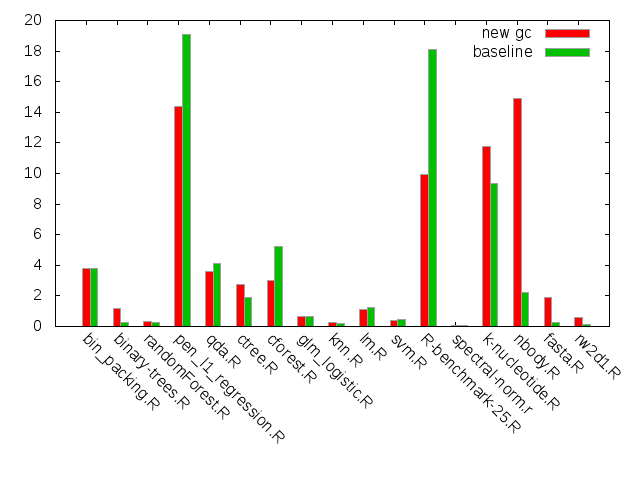 20
18
16
14
12
10
8
6
4
2
0
new gc
baseline
bin_packing.R
binary-trees.R
randomForest.R
pen_l1_regression.R
qda.R
ctree.R
cforest.R
glm_logistic.R
knn.R
lm.R
svm.R
R-benchmark-25.R
spectral-norm.r
k-nucleotide.R
nbody.R
fasta.R
rw2d1.R